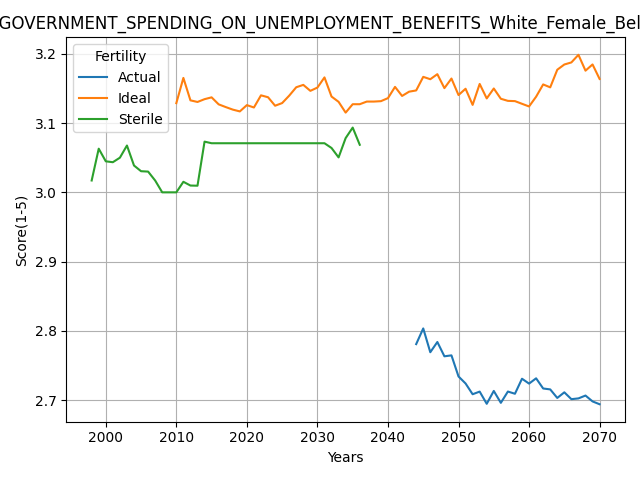 GOVERNMENT_SPENDING_ON_UNEMPLOYMENT_BENEFITS_White_Female_Bel
Fertility
Actual
Ideal
Sterile
Score(1-5)
3.2
3.1
3.0
2.9
2.8
2.7
2000 2010 2020 2030 2040 2050 2060 2070
Years